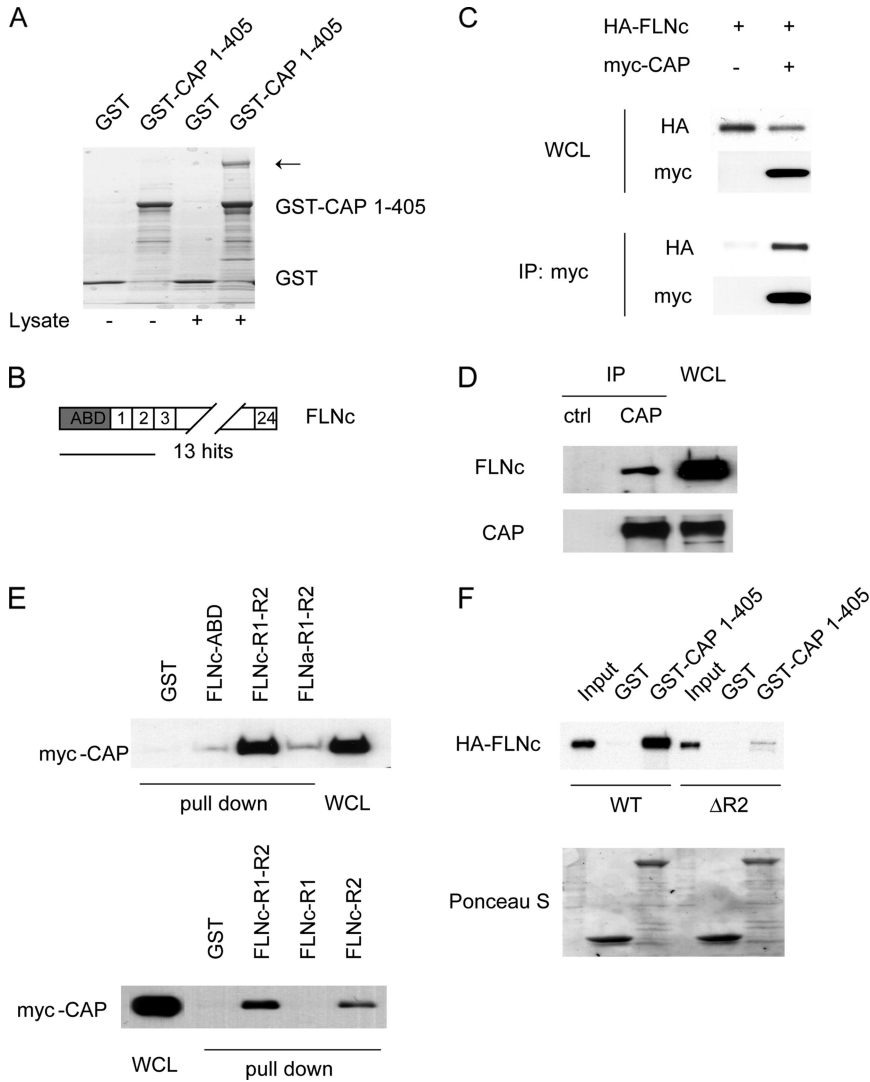 A
GST
GST-CAP 1-405
GST
GST-CAP 1-405
←
GST-CAP 1-405
GST
Lysate - - + +
B
ABD 1 2 3 24 FLNc
13 hits
C
HA-FLNc + +
myc-CAP - +
WCL
HA
myc
IP: myc
HA
myc
D
IP WCL
ctrl CAP
FLNc
CAP
E
GST
FLNc-ABD
FLNc-R1-R2
FLNa-R1-R2
myc-CAP
pull down WCL
GST
FLNc-R1-R2
FLNc-R1
FLNc-R2
myc-CAP
WCL pull down
F
Input
GST
GST-CAP 1-405
Input
GST
GST-CAP 1-405
HA-FLNc
WT ΔR2
Ponceau S